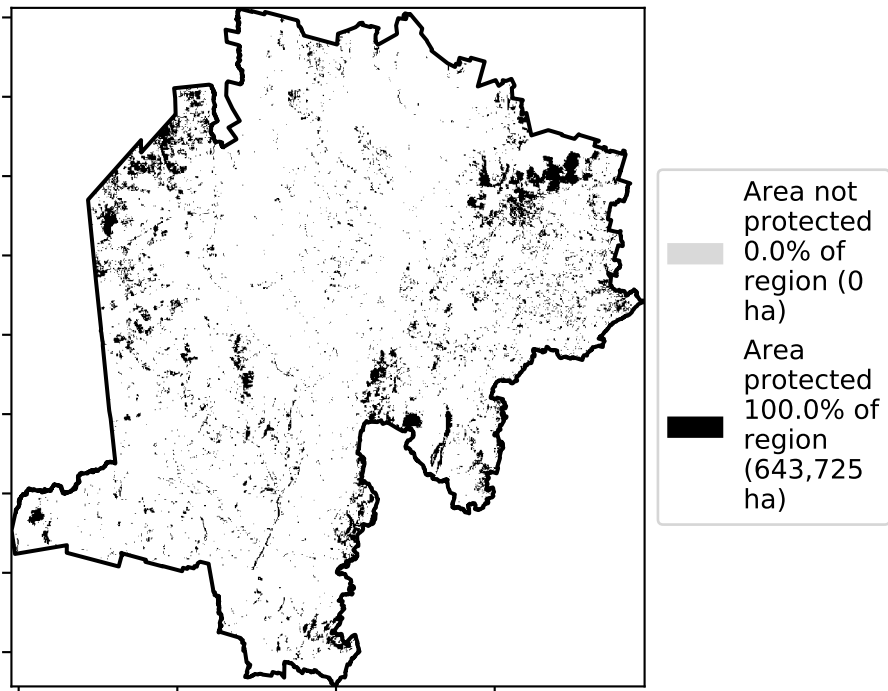 Area not
protected
0.0% of
region (0
ha)
Area
protected
100.0% of
region
(643,725
ha)